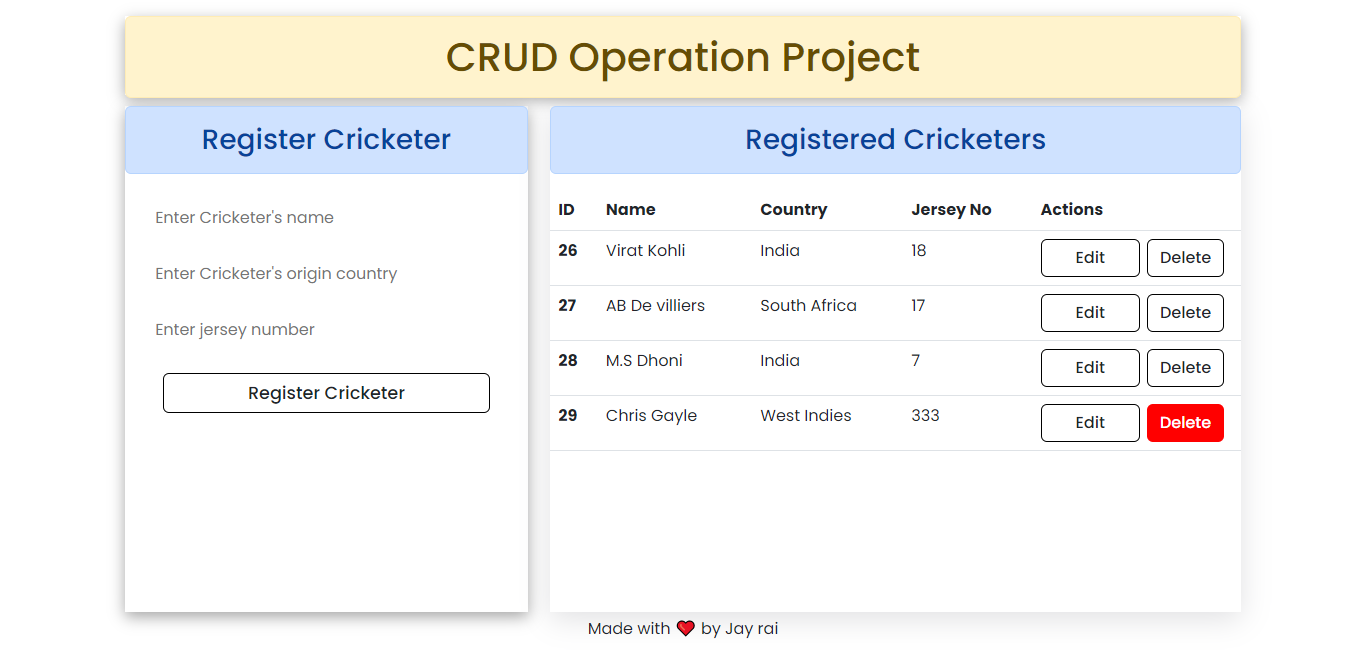 CRUD Operation Project
Register Cricketer
Enter Cricketer's name
Enter Cricketer's origin country
Enter jersey number
Register Cricketer
Registered Cricketers
ID Name Country Jersey No Actions
26 Virat Kohli India 18 Edit Delete
27 AB De villiers South Africa 17 Edit Delete
28 M.S Dhoni India 7 Edit Delete
29 Chris Gayle West Indies 333 Edit Delete
Made with ❤️ by Jay rai